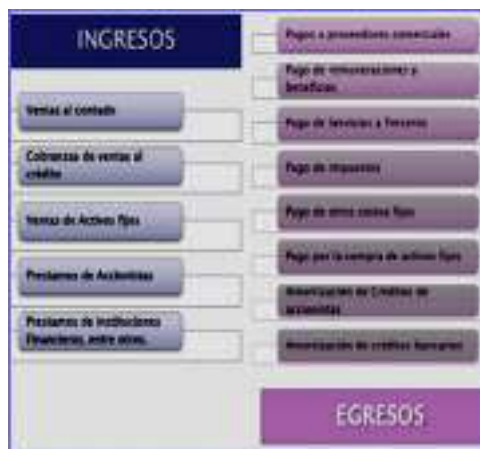 INGRESOS
Ventas al contado
Cobranzas de ventas al
crédito
Ventas de Activos fijos
Prestamos de Accionistas
Prestamos de Instituciones
Financieras, entre otros.
Pagos a proveedores comerciales
Pago de remuneraciones y
beneficios
Pago de Servicios a Terceros
Pago de impuestos
Pago de otros costos fijos
Pago por la compra de activos fijos
Amortización de Créditos de
accionistas
Amortización de créditos bancarios
EGRESOS